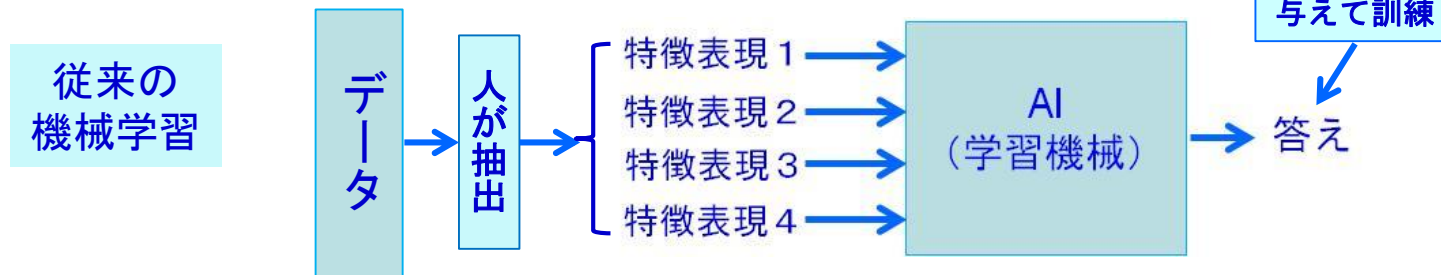 与えて訓練
従来の
機械学習
データ
人が抽出
特徴表現１
特徴表現２
特徴表現３
特徴表現４
AI
（学習機械）
答え